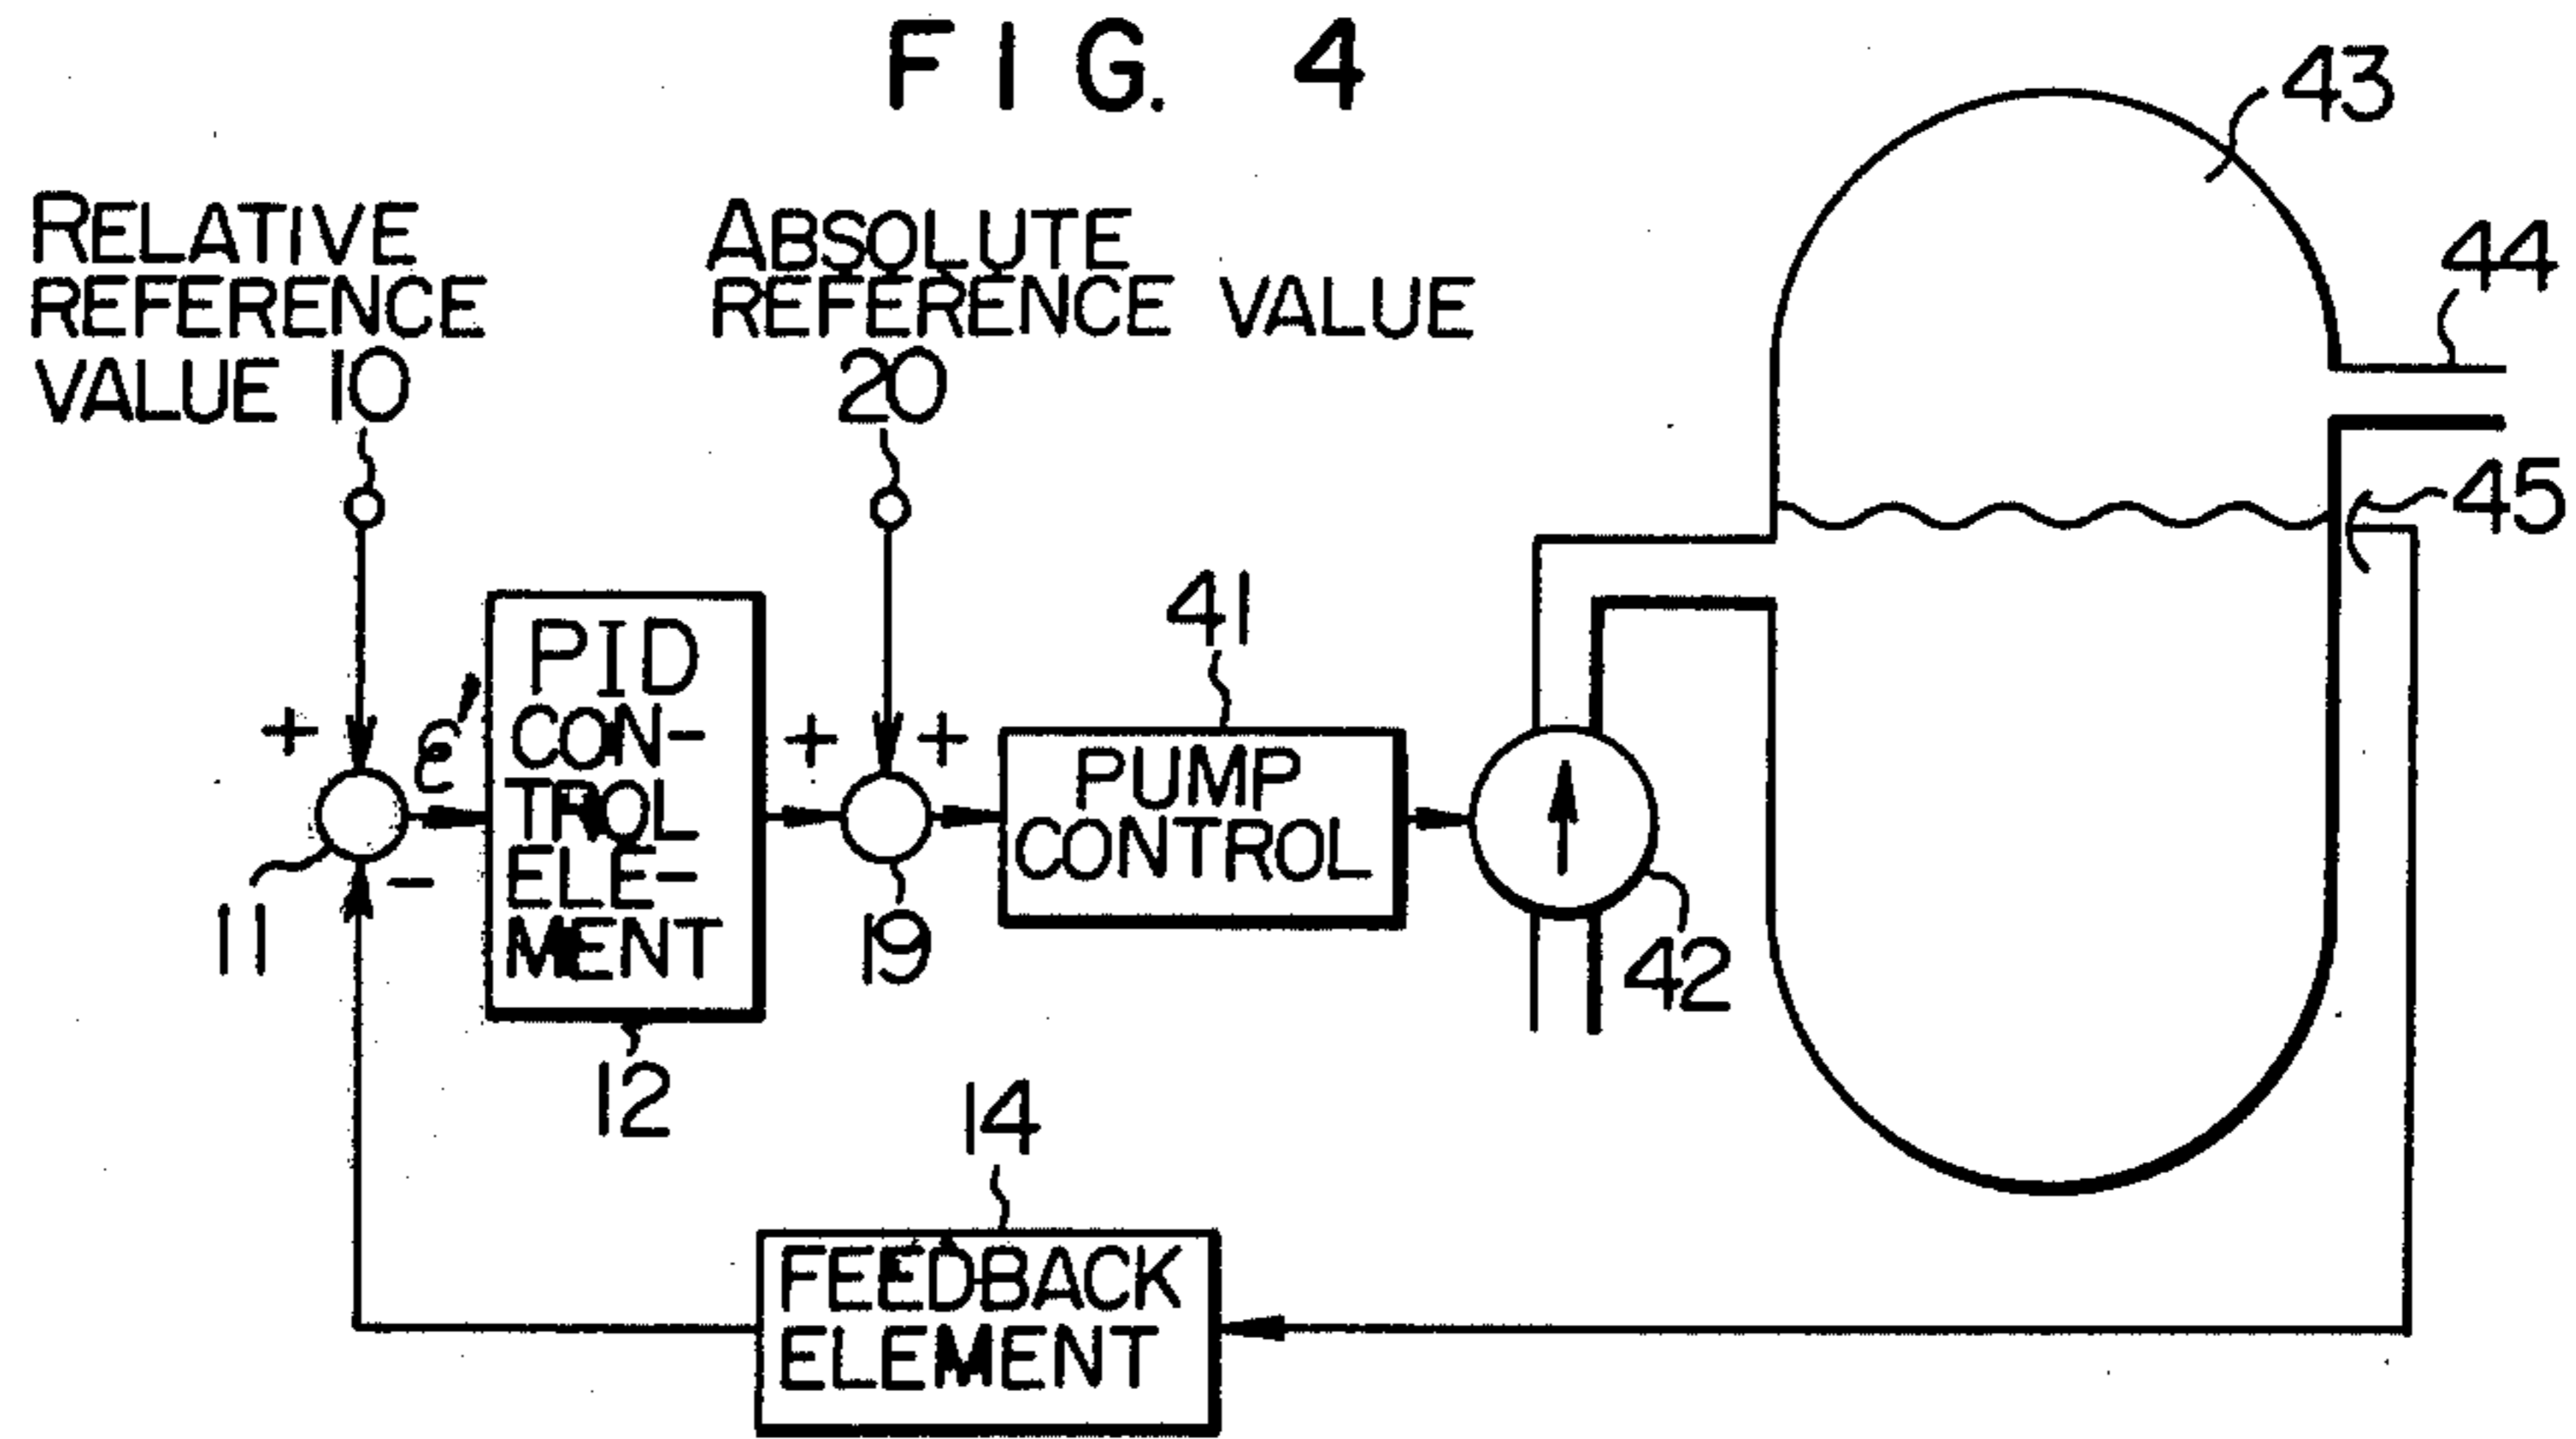 FIG. 4
43
RELATIVE
REFERENCE
VALUE 10
ABSOLUTE
REFERENCE VALUE
20
44
45
41
PID
CON-
TROL
ELE-
MENT
+
ε'
+
+
PUMP
CONTROL
-
11
19
42
12
14
FEEDBACK
ELEMENT